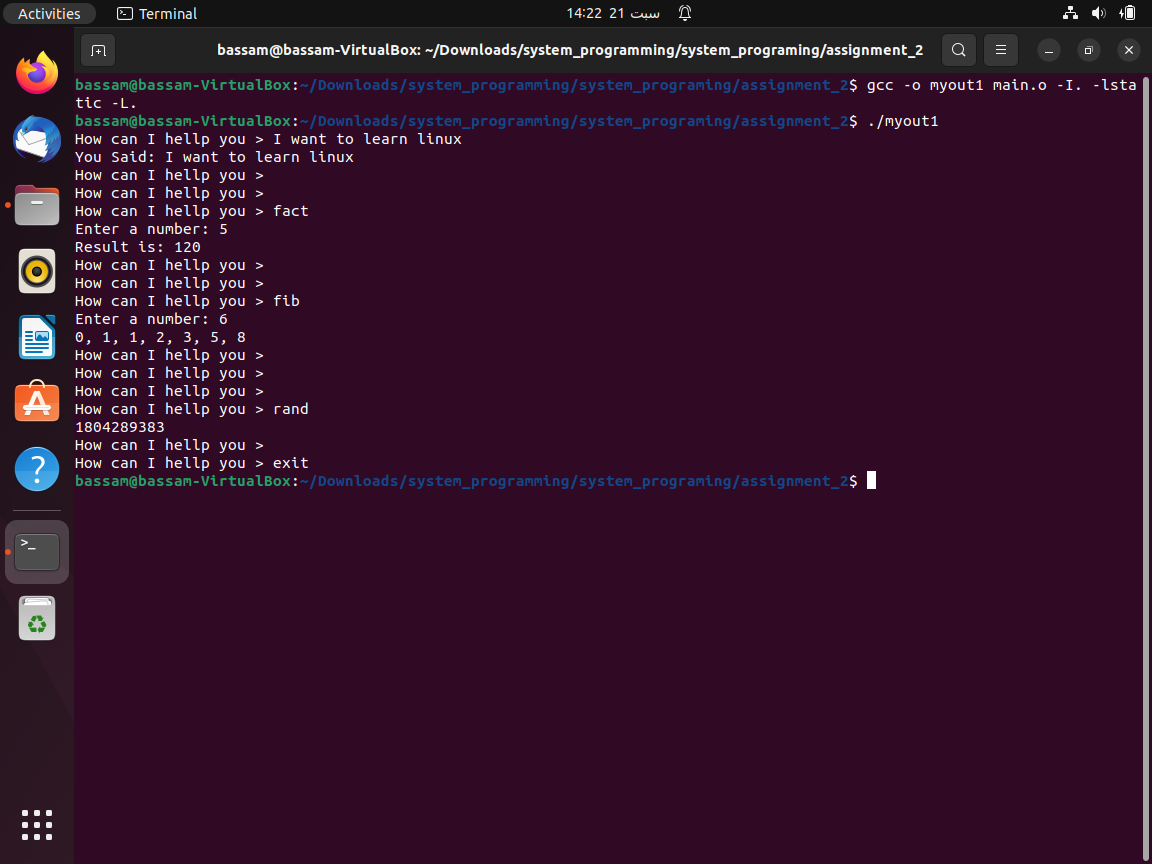 Activities
Terminal
14:22 21 سبت
bassam@bassam-VirtualBox: ~/Downloads/system_programming/system_programing/assignment_2
bassam@bassam-VirtualBox:~/Downloads/system_programming/system_programing/assignment_2$ gcc -o myout1 main.o -I. -lsta
tic -L.
bassam@bassam-VirtualBox:~/Downloads/system_programming/system_programing/assignment_2$ ./myout1
How can I hellp you > I want to learn linux
You Said: I want to learn linux
How can I hellp you >
How can I hellp you >
How can I hellp you > fact
Enter a number: 5
Result is: 120
How can I hellp you >
How can I hellp you >
How can I hellp you > fib
Enter a number: 6
0, 1, 1, 2, 3, 5, 8
How can I hellp you >
How can I hellp you >
How can I hellp you >
How can I hellp you > rand
1804289383
How can I hellp you >
How can I hellp you > exit
bassam@bassam-VirtualBox:~/Downloads/system_programming/system_programing/assignment_2$